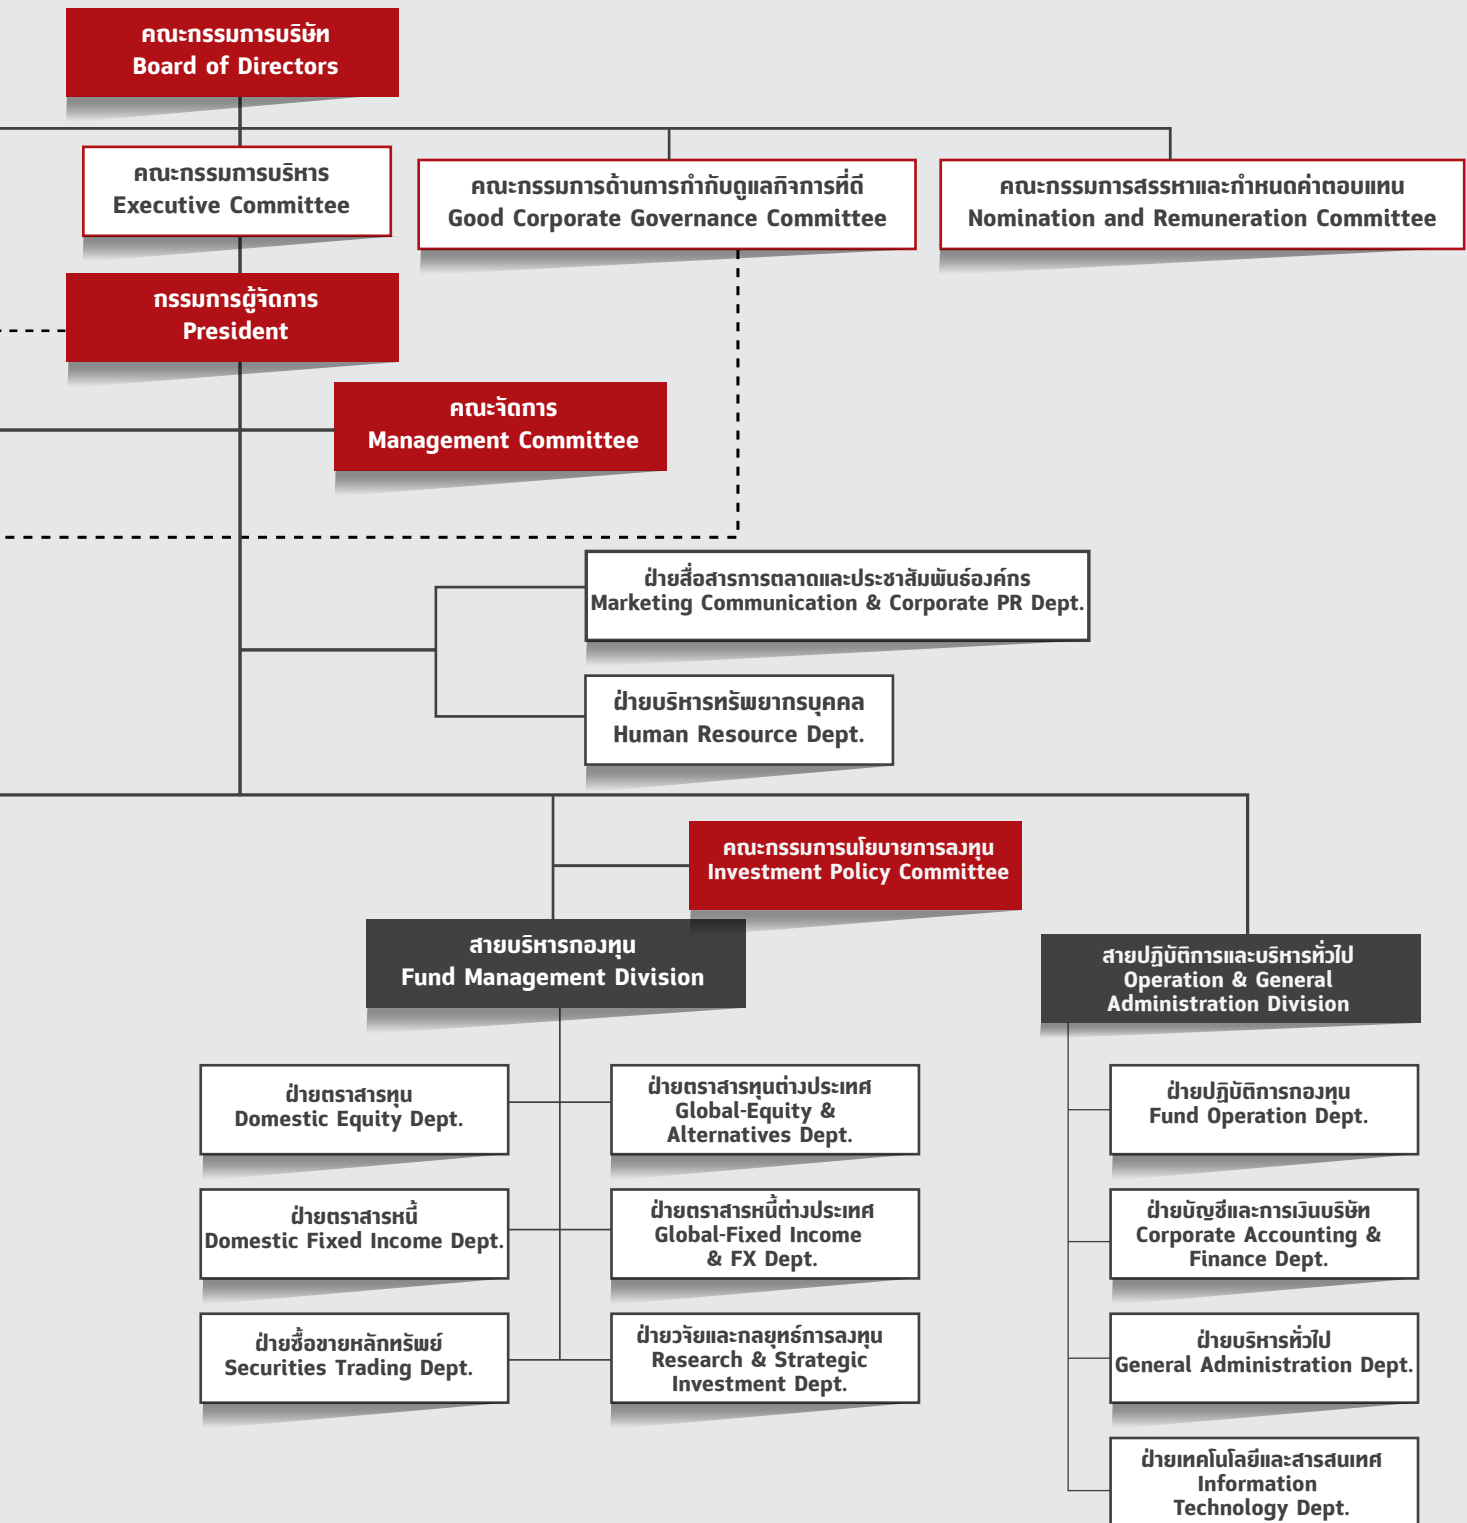 คณะกรรมการบริษัท
Board of Directors
คณะกรรมการบริหาร
Executive Committee
คณะกรรมการด้านการกำกับดูแลกิจการที่ดี
Good Corporate Governance Committee
คณะกรรมการสรรหาและกำหนดค่าตอบแทน
Nomination and Remuneration Committee
กรรมการผู้จัดการ
President
คณะจัดการ
Management Committee
ฝ่ายสื่อสารการตลาดและประชาสัมพันธ์องค์กร
Marketing Communication & Corporate PR Dept.
ฝ่ายบริหารทรัพยากรบุคคล
Human Resource Dept.
คณะกรรมการนโยบายการลงทุน
Investment Policy Committee
สายบริหารกองทุน
Fund Management Division
สายปฏิบัติการและบริหารทั่วไป
Operation & General
Administration Division
ฝ่ายตราสารทุน
Domestic Equity Dept.
ฝ่ายตราสารทุนต่างประเทศ
Global-Equity &
Alternatives Dept.
ฝ่ายปฏิบัติการกองทุน
Fund Operation Dept.
ฝ่ายตราสารหนี้
Domestic Fixed Income Dept.
ฝ่ายตราสารหนี้ต่างประเทศ
Global-Fixed Income
& FX Dept.
ฝ่ายบัญชีและการเงินบริษัท
Corporate Accounting &
Finance Dept.
ฝ่ายซื้อขายหลักทรัพย์
Securities Trading Dept.
ฝ่ายวจัยและกลยุทธ์การลงทุน
Research & Strategic
Investment Dept.
ฝ่ายบริหารทั่วไป
General Administration Dept.
ฝ่ายเทคโนโลยีและสารสนเทศ
Information
Technology Dept.